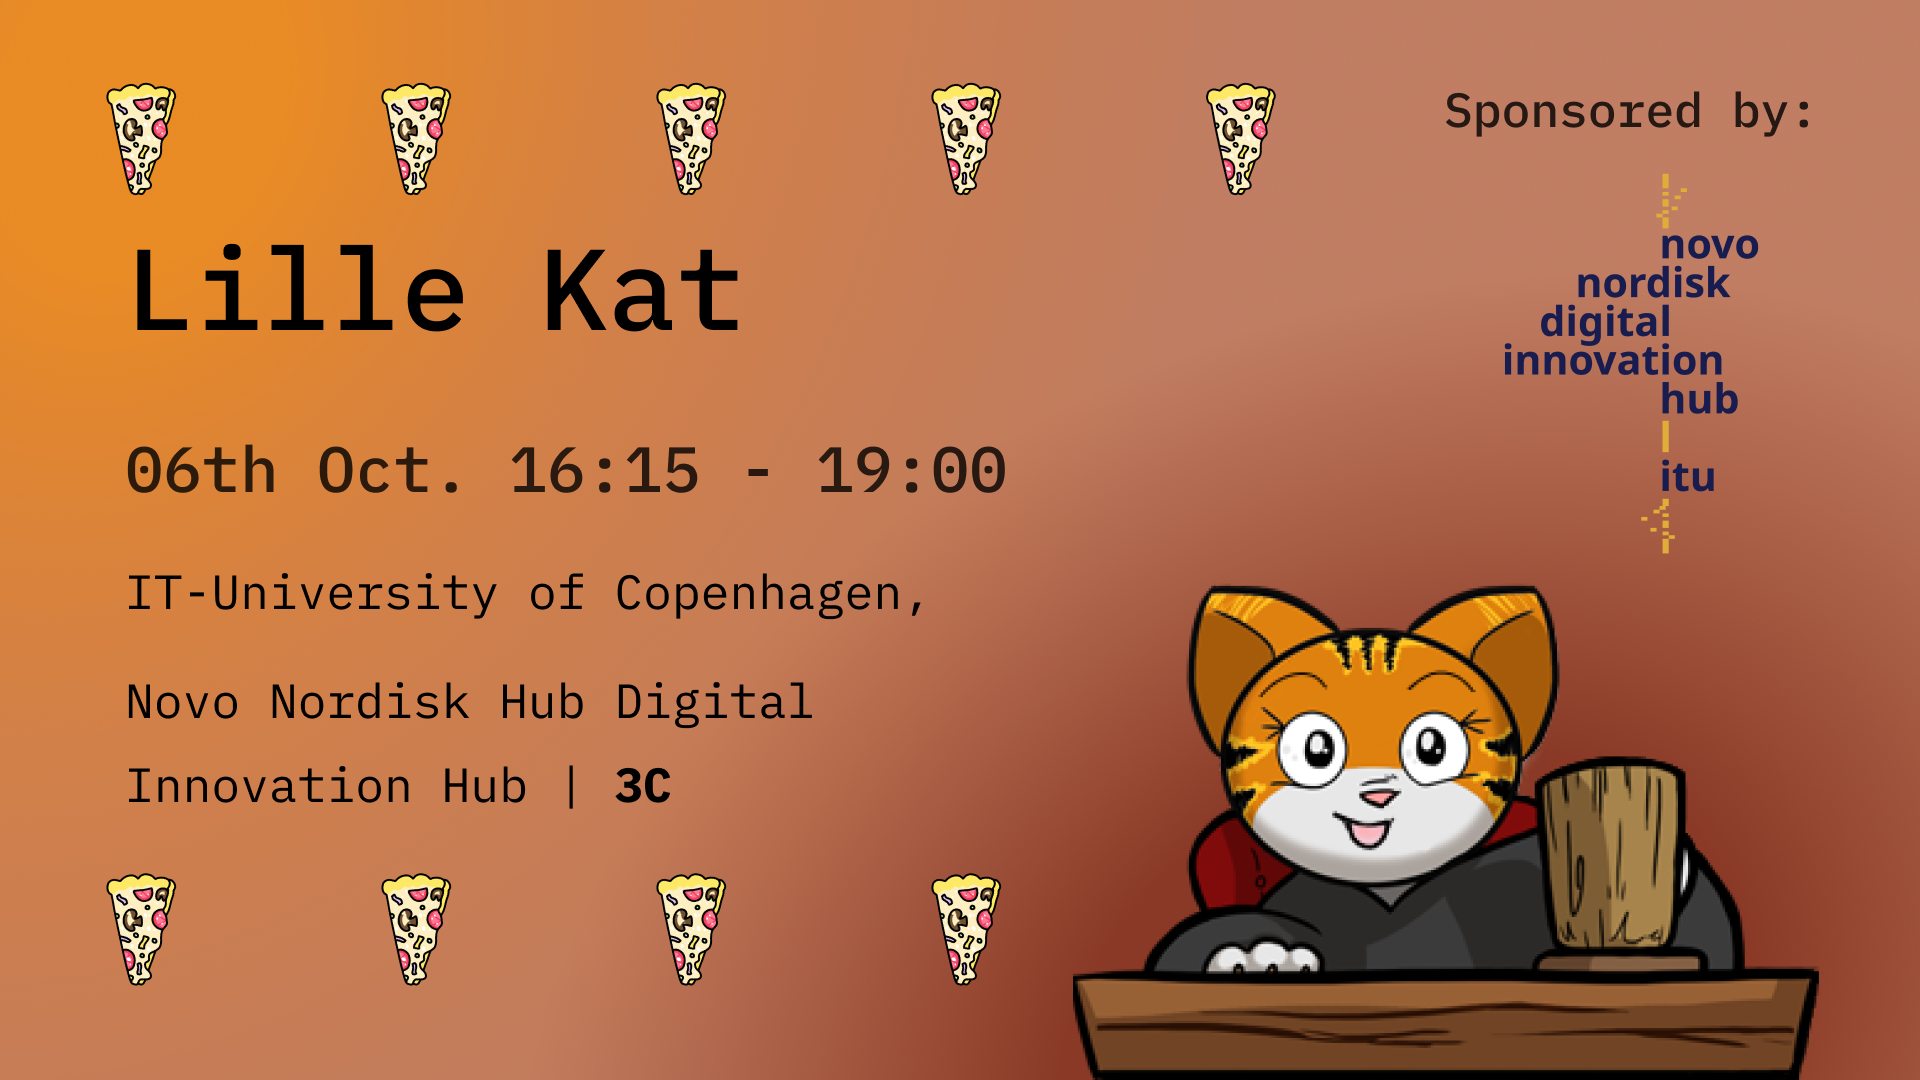 Sponsored by:
novo
nordisk
digital
innovation
hub
itu
Lille Kat
06th Oct. 16:15 - 19:00
IT-University of Copenhagen,
Novo Nordisk Hub Digital
Innovation Hub | 3C